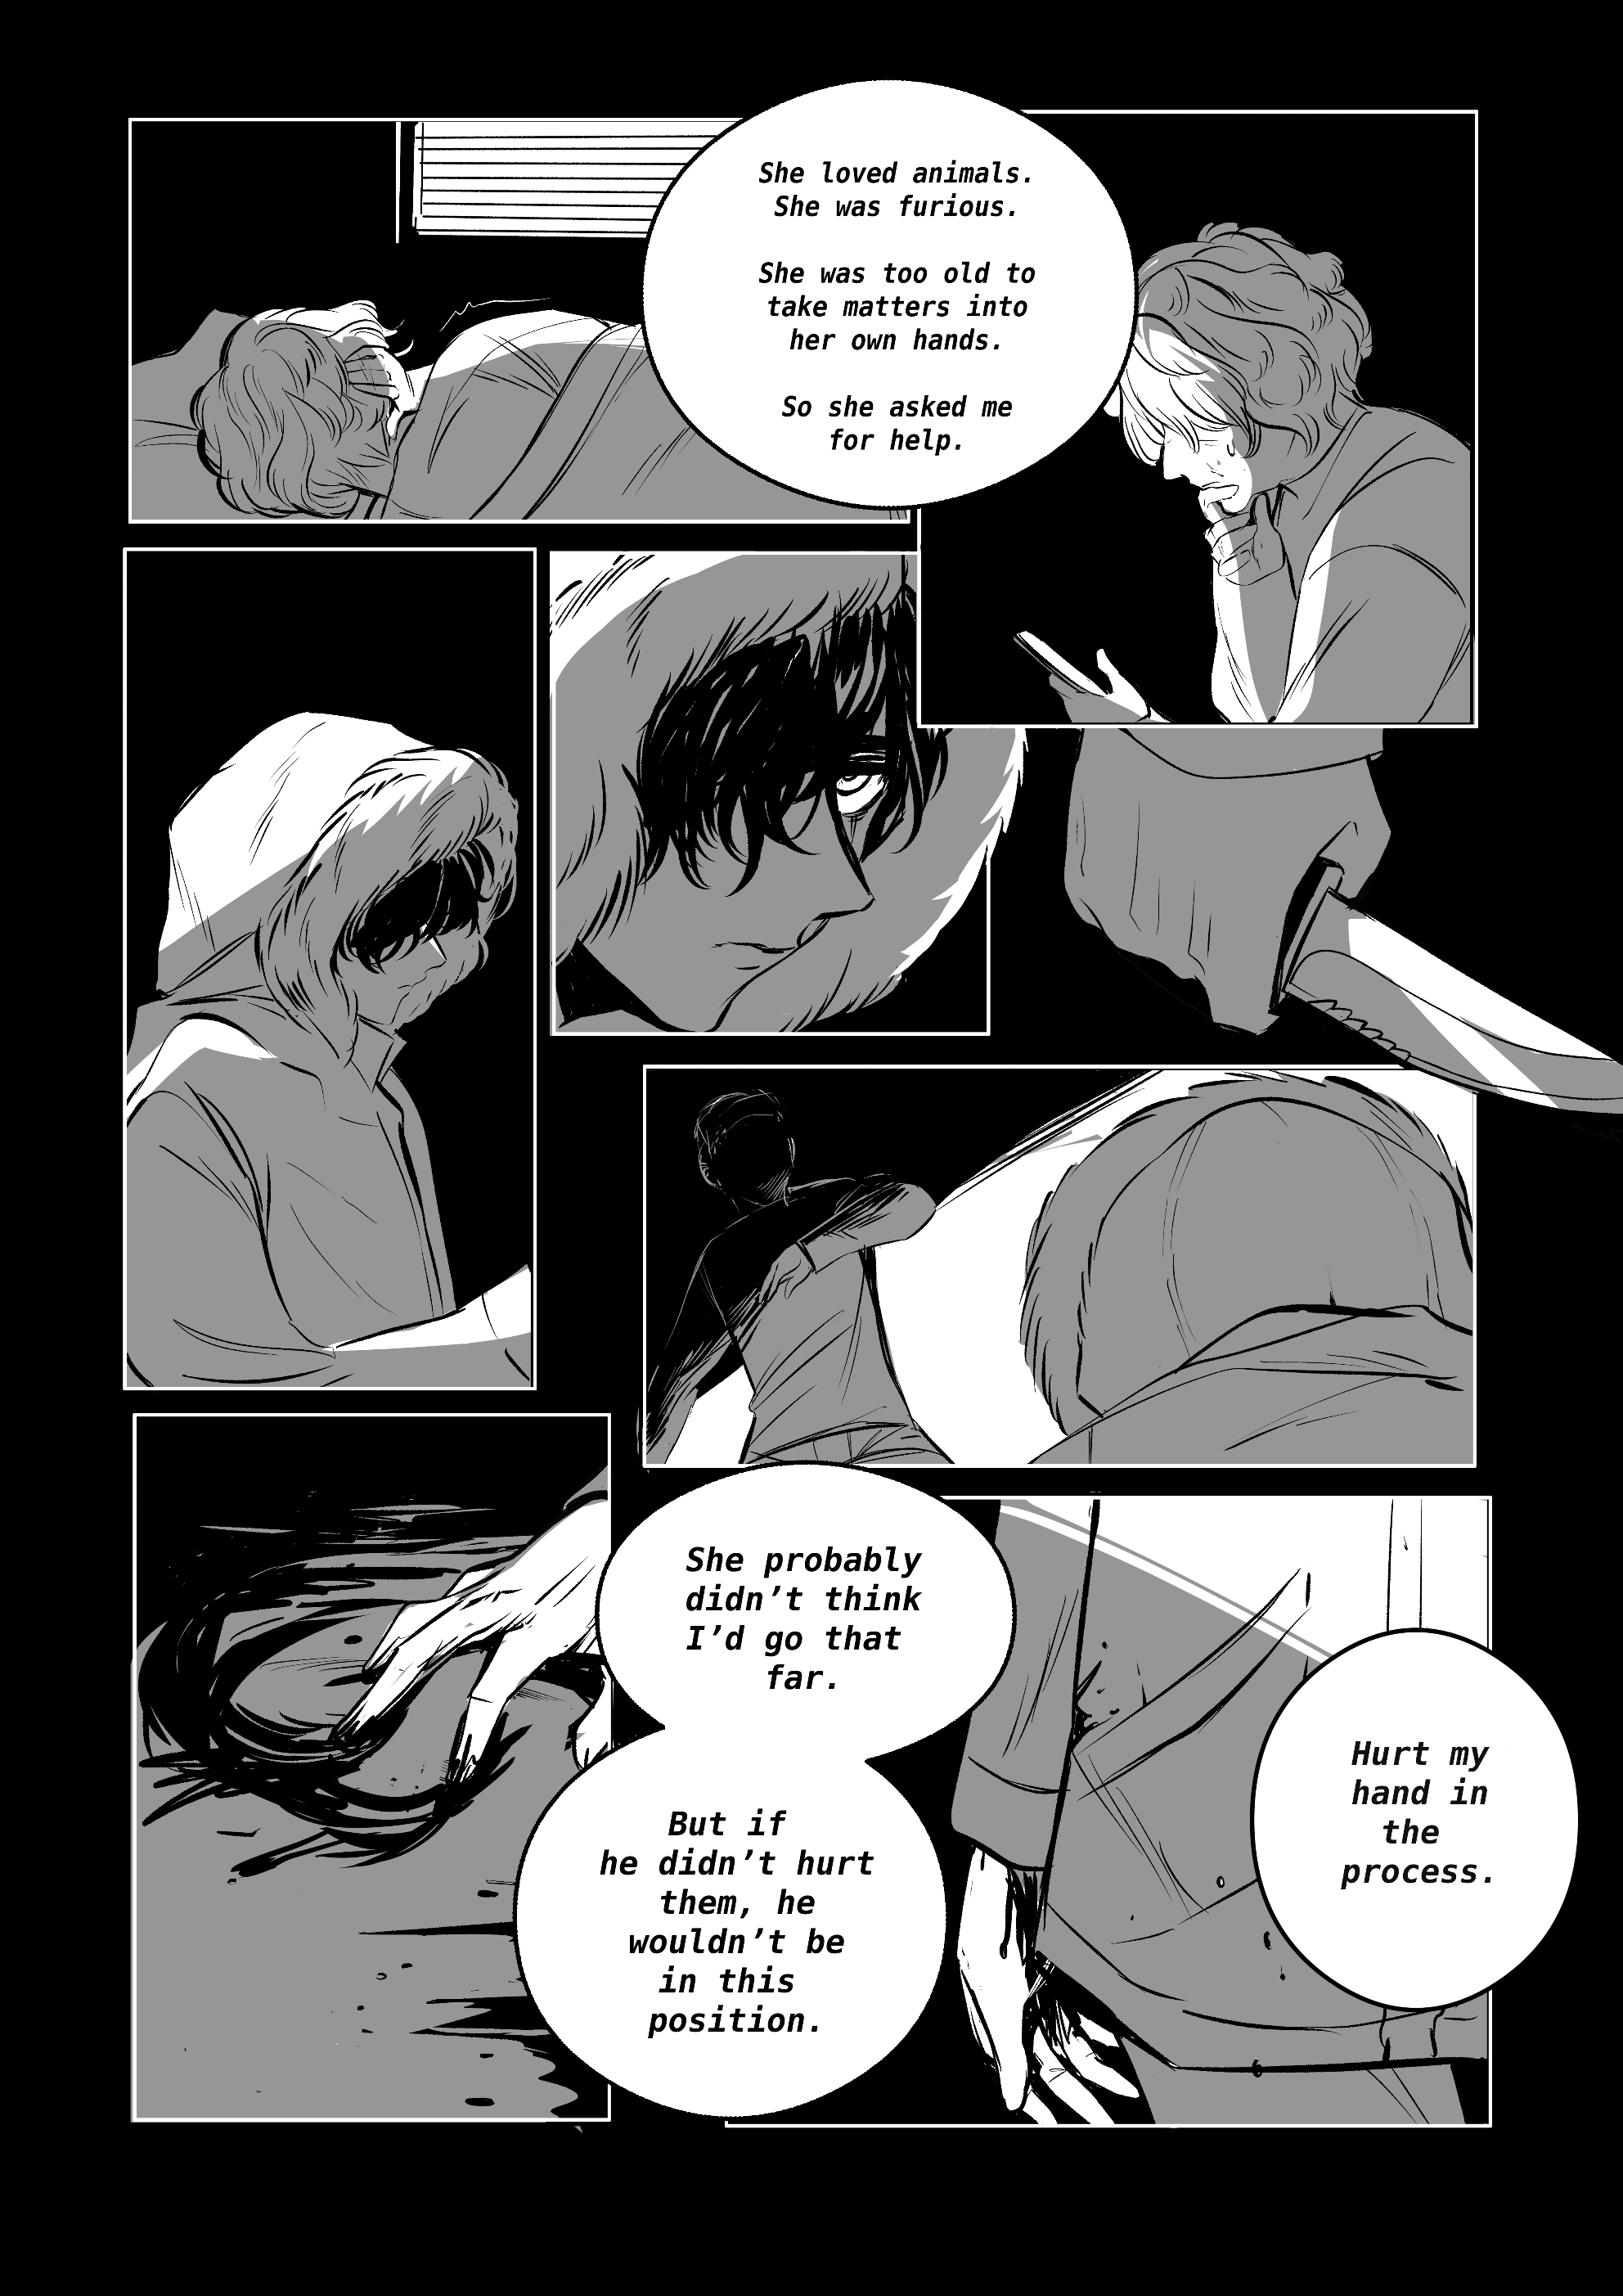 She loved animals.
She was furious.
She was too old to
take matters into
her own hands.
So she asked me
for help.
She probably
didn’t think
I’d go that
far.
But if
he didn’t hurt
them, he
wouldn’t be
in this
position.
Hurt my
hand in
the
process.